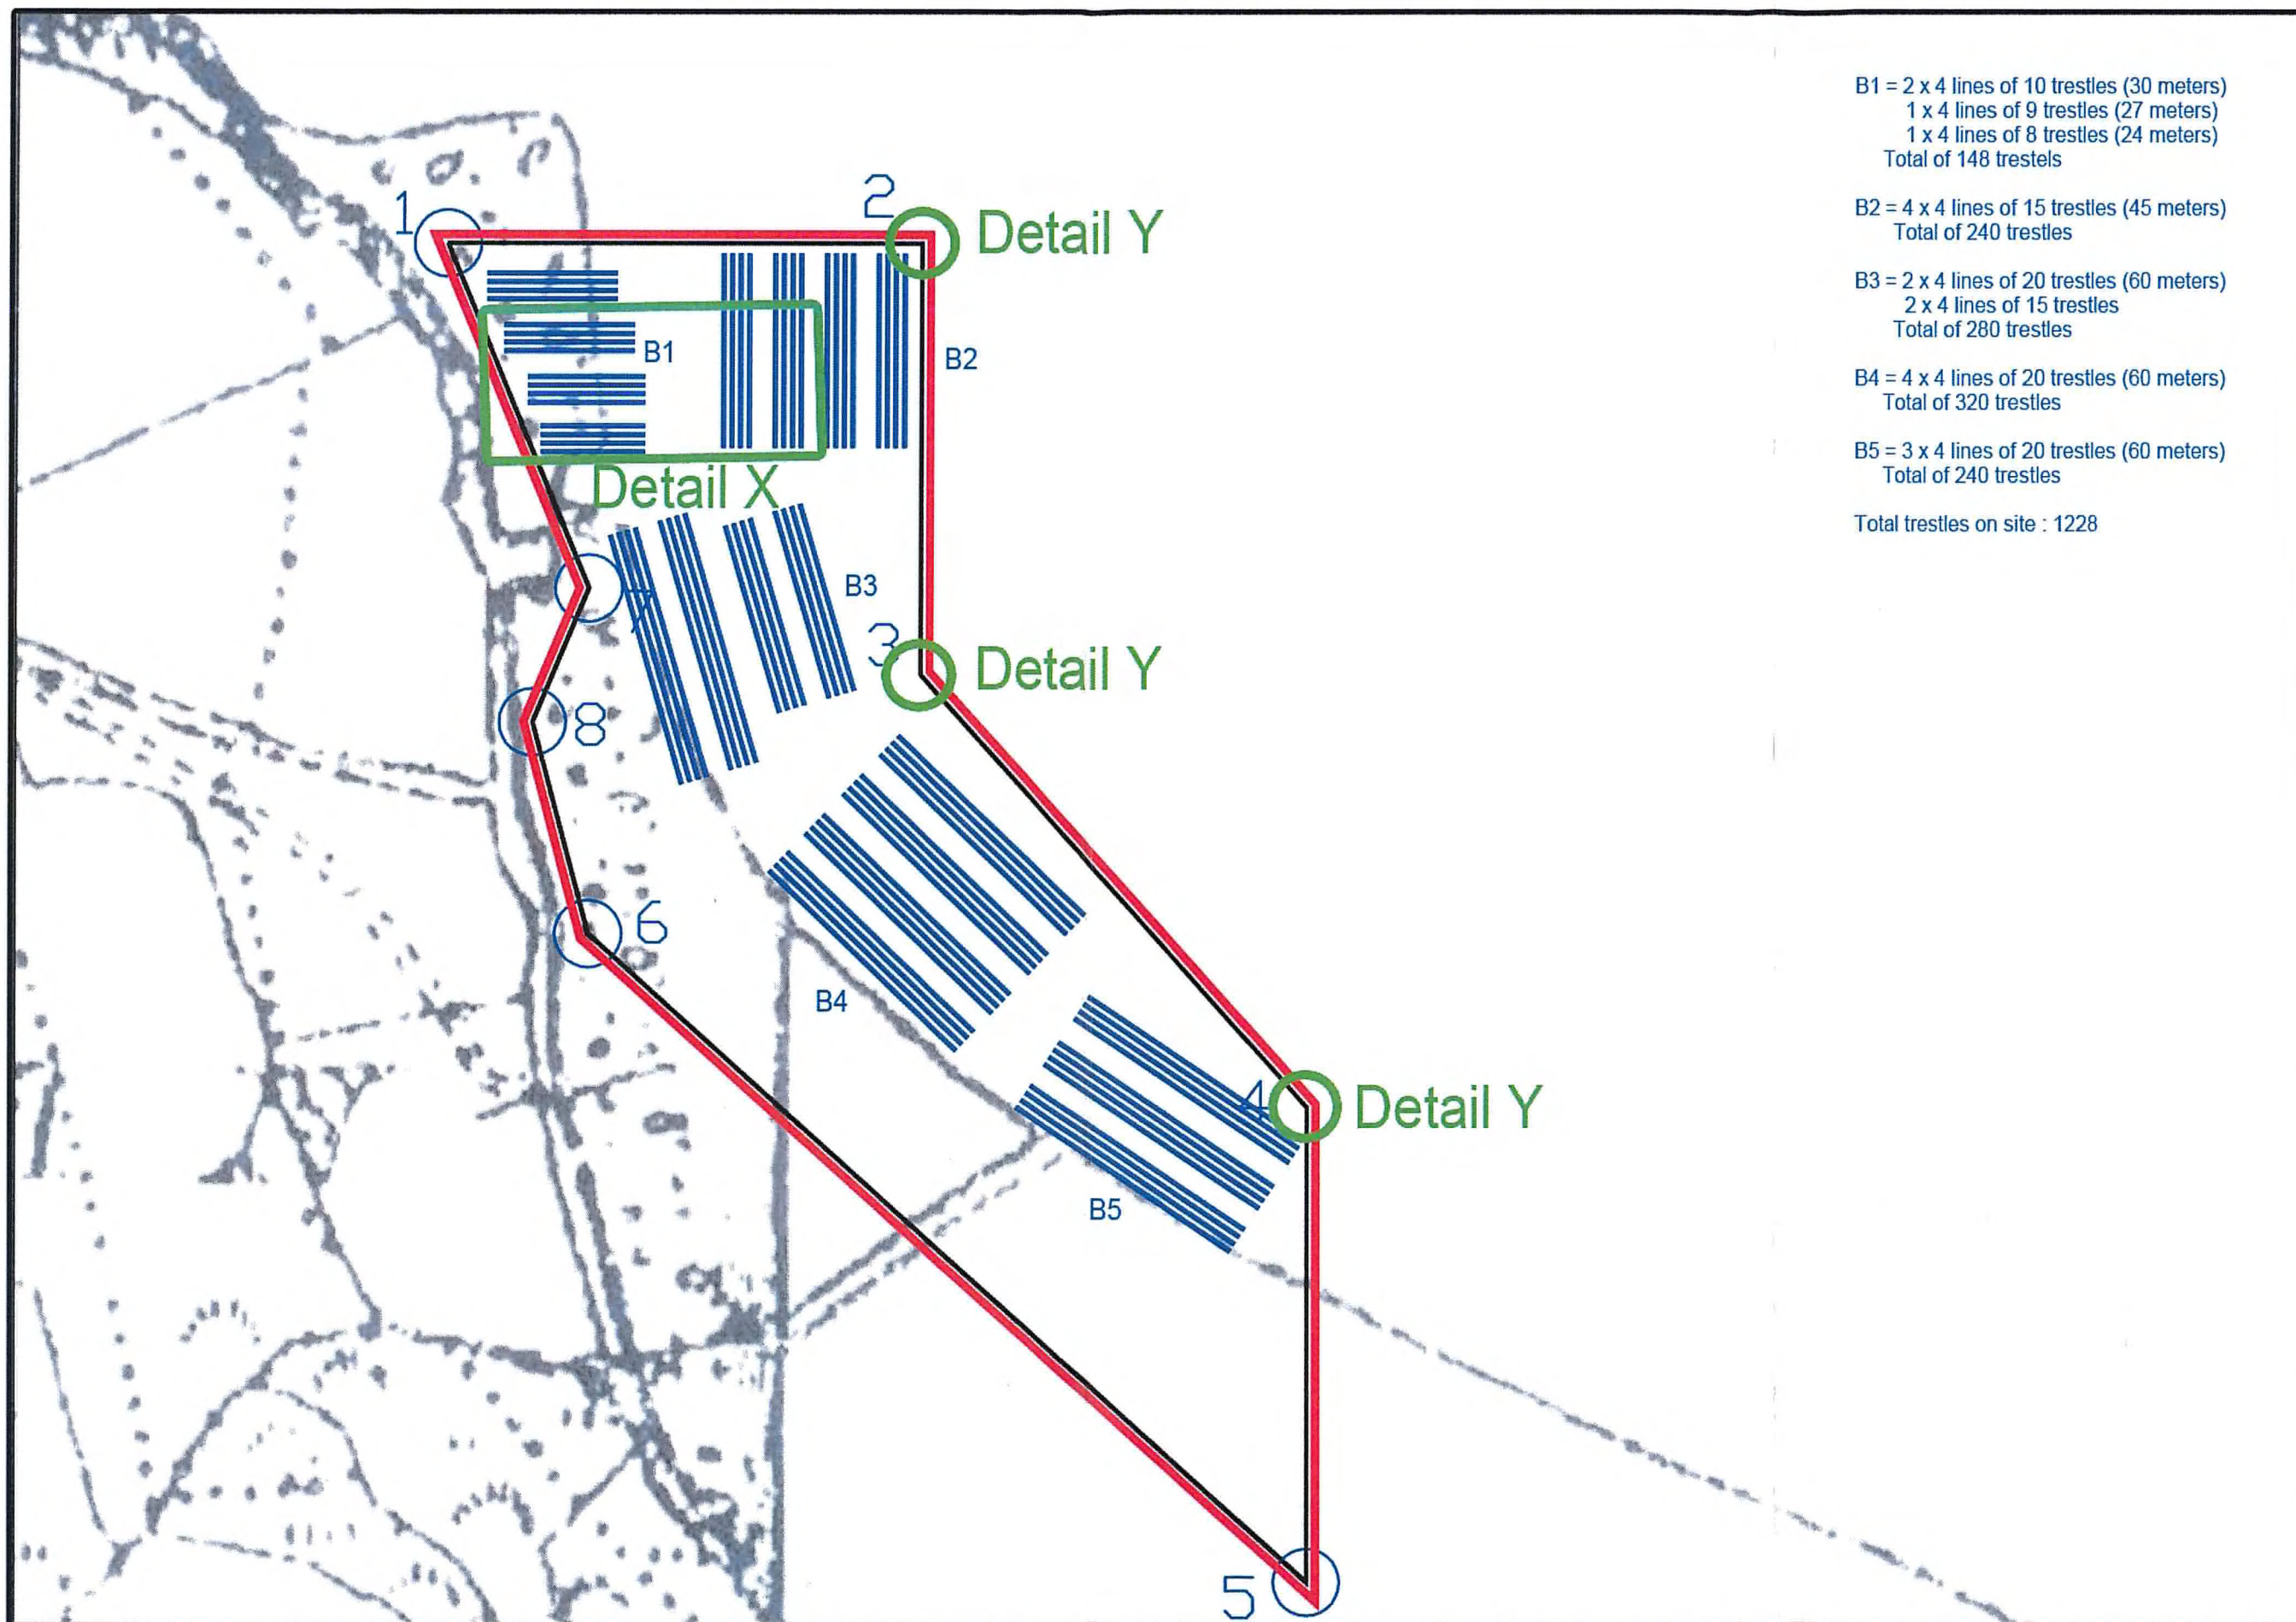 B1 = 2 x 4 lines of 10 trestles (30 meters)
1 x 4 lines of 9 trestles (27 meters)
1 x 4 lines of 8 trestles (24 meters)
Total of 148 trestels
B2 = 4 x 4 lines of 15 trestles (45 meters)
Total of 240 trestles
B3 = 2 x 4 lines of 20 trestles (60 meters)
2 x 4 lines of 15 trestles
Total of 280 trestles
B4 = 4 x 4 lines of 20 trestles (60 meters)
Total of 320 trestles
B5 = 3 x 4 lines of 20 trestles (60 meters)
Total of 240 trestles
Total trestles on site : 1228
1
2
Detail Y
B1
B2
Detail X
B3
7
3
Detail Y
8
6
B4
4
Detail Y
B5
5